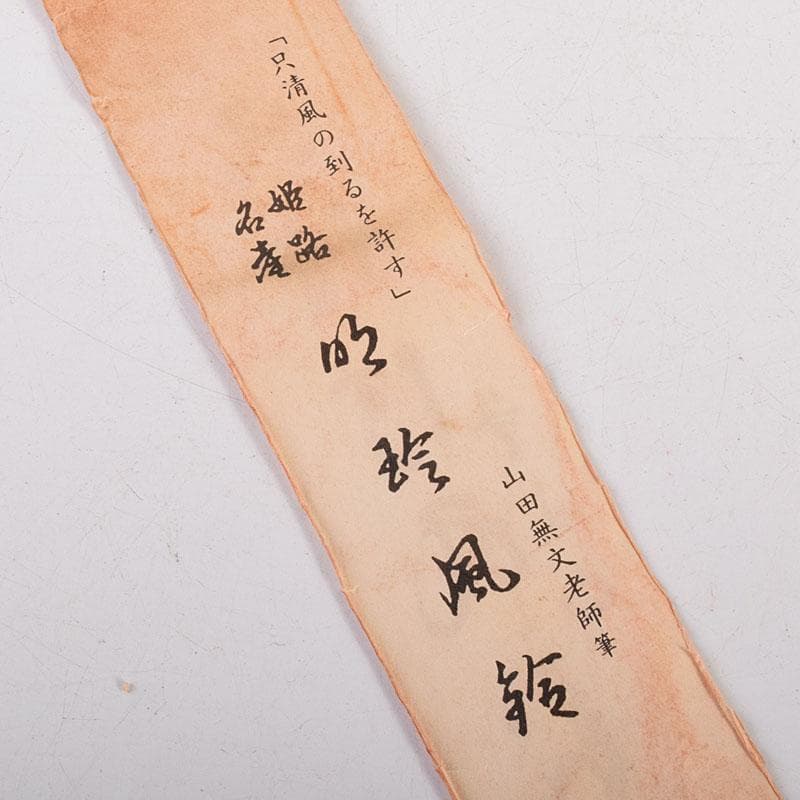 「只清風の到るを許す」
山田無文老師筆
姫路
名産
明珍風鈴